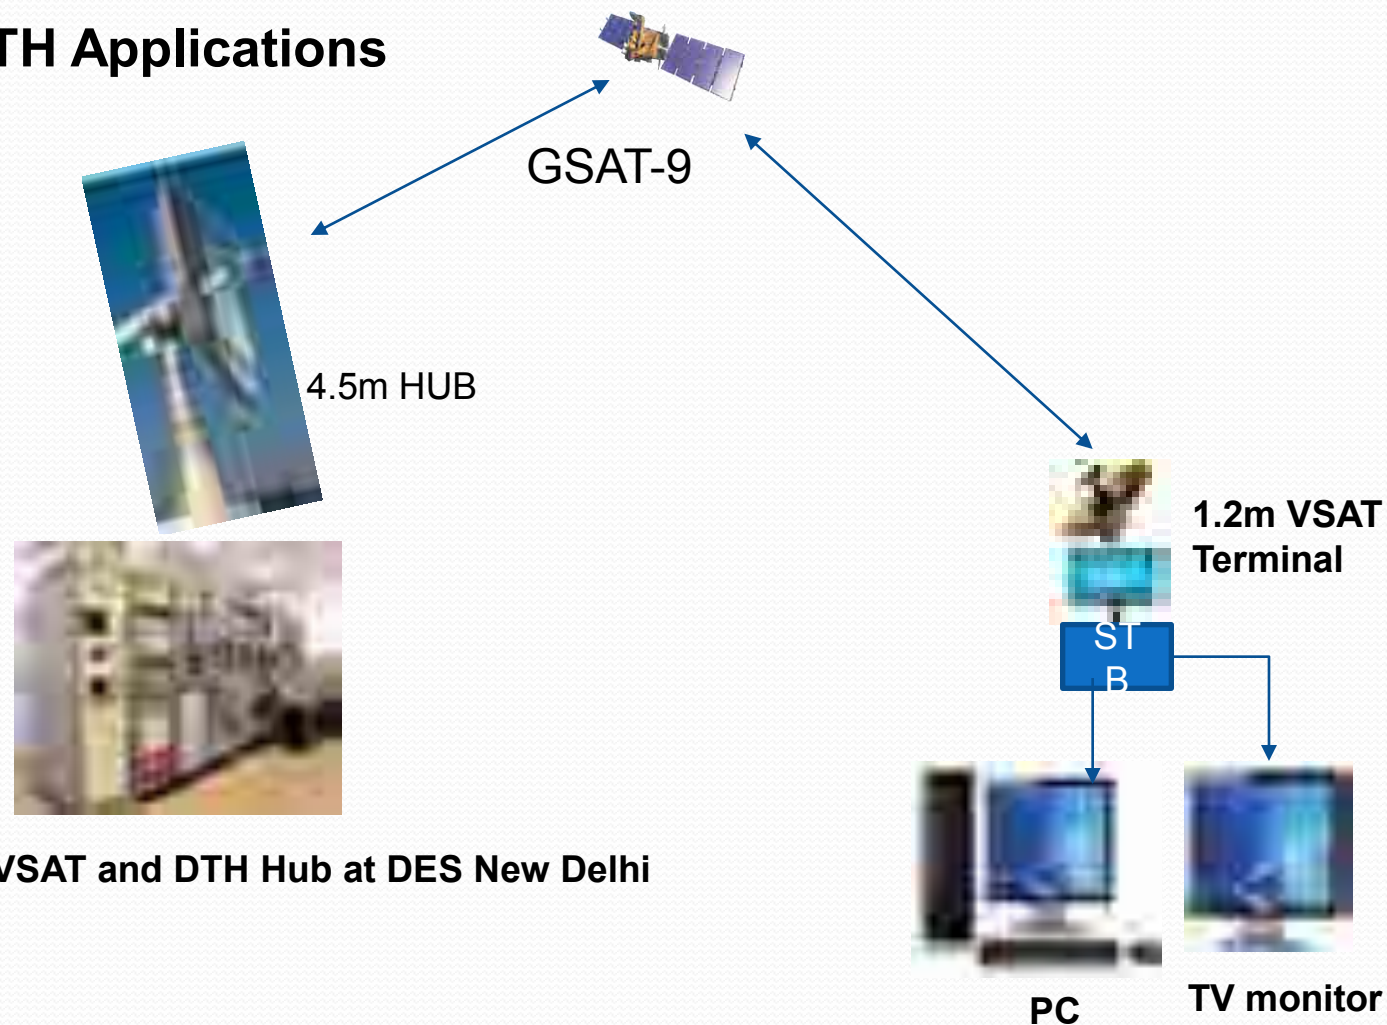 TH Applications
GSAT-9
4.5m HUB
1.2m VSAT
Terminal
ST
B
VSAT and DTH Hub at DES New Delhi
PC
TV monitor